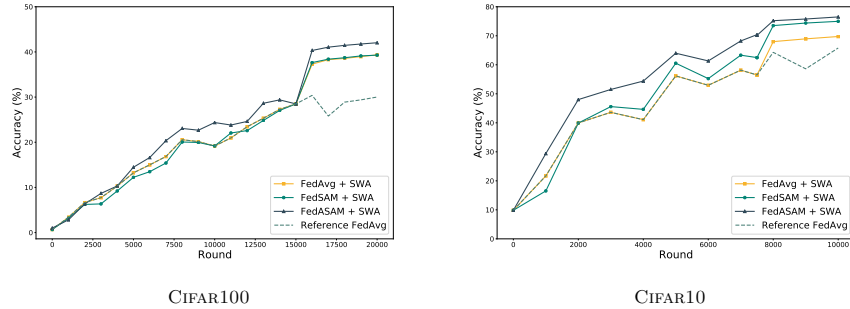 50
40
30
20
10
0
Accuracy (%)
0 2500 5000 7500 10000 12500 15000 17500 20000
Round
FedAvg + SWA
FedSAM + SWA
FedASAM + SWA
Reference FedAvg
CIFAR100
80
70
60
50
40
30
20
10
0
Accuracy (%)
0 2000 4000 6000 8000 10000
Round
FedAvg + SWA
FedSAM + SWA
FedASAM + SWA
Reference FedAvg
CIFAR10